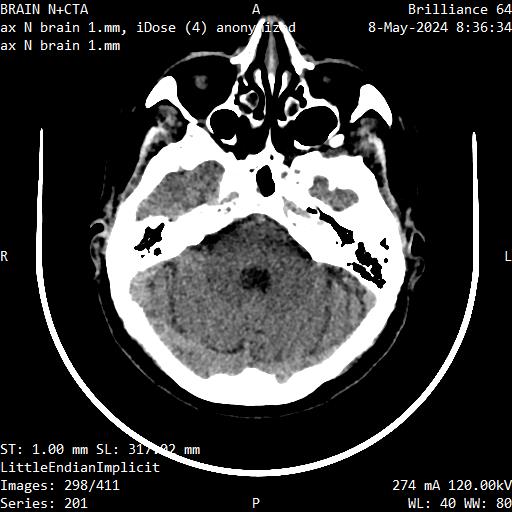 BRAIN N+CTA
A
Brilliance 64
ax N brain 1.mm, iDose (4) anonymized
8-May-2024 8:36:34
ax N brain 1.mm
R
L
ST: 1.00 mm SL: 317.02 mm
LittleEndianImplicit
Images: 298/411
274 mA 120.00kV
Series: 201
P
WL: 40 WW: 80